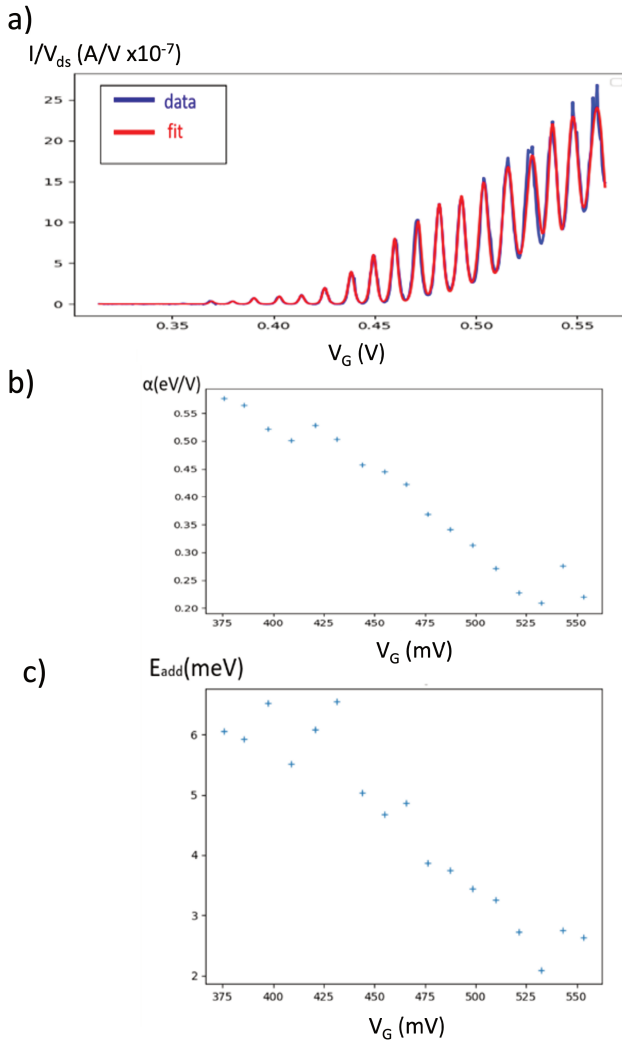 a)
I/Vds (A/V x10-7)
data
fit
25
20
15
10
5
0
0.35 0.40 0.45 0.50 0.55
VG (V)
b)
α(eV/V)
0.55
0.50
0.45
0.40
0.35
0.30
0.25
0.20
375 400 425 450 475 500 525 550
VG (mV)
c)
Eadd(meV)
6
5
4
3
2
375 400 425 450 475 500 525 550
VG (mV)